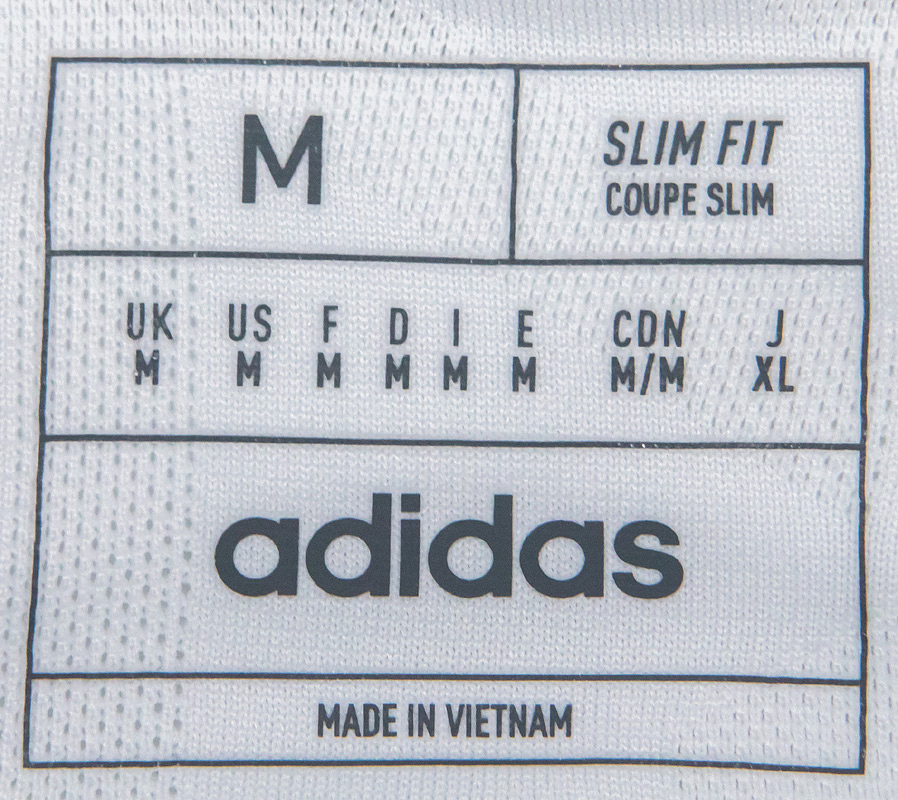 M
SLIM FIT
COUPE SLIM
UK US F D I E CDN J
M M M M M M M/M XL
adidas
MADE IN VIETNAM